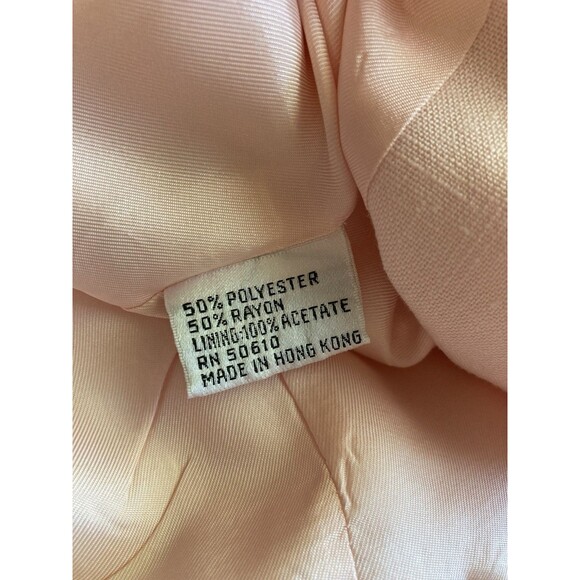 50% POLYESTER
50% RAYON
LINING-100% ACETATE
RN 50610
MADE IN HONG KONG